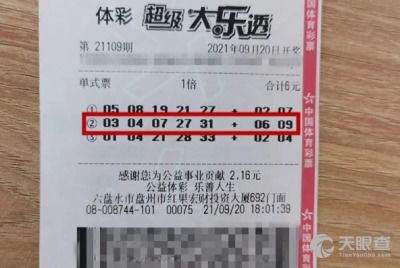 体彩 超级大乐透
第 21109期 2021年09月20日开奖
单式票 1倍 合计6元
① 05 08 19 21 27 + 02 07
② 03 04 07 27 31 + 06 09
③ 01 04 21 28 33 + 02 04
感谢您为公益事业贡献 2.16元
公益体彩 乐善人生
六盘水市盘州市红果宏财投资大厦692门面
08-008744-101 00075 21/09/20 18:01:39
中国体育彩票
中国体育彩票
天眼查
TianYanCha.com